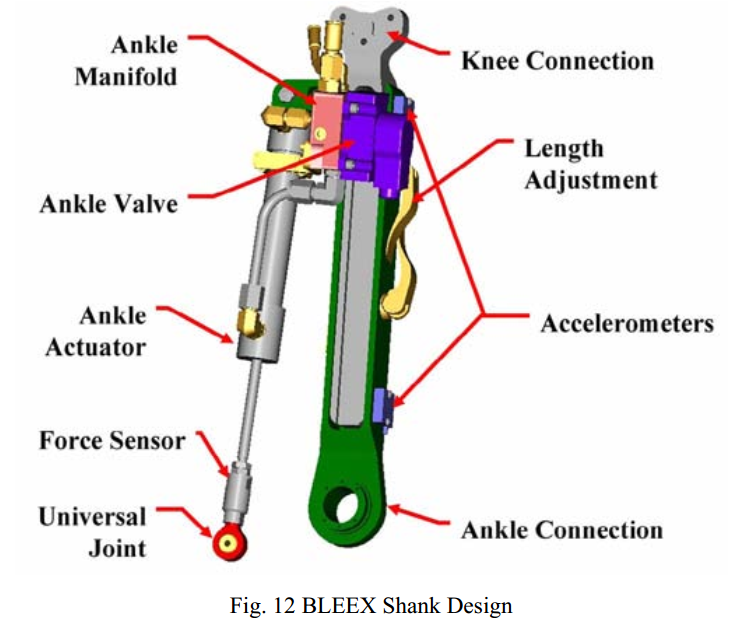 Ankle
Manifold
Knee Connection
Length
Adjustment
Ankle Valve
Ankle
Actuator
Accelerometers
Force Sensor
Universal
Joint
Ankle Connection
Fig. 12 BLEEX Shank Design